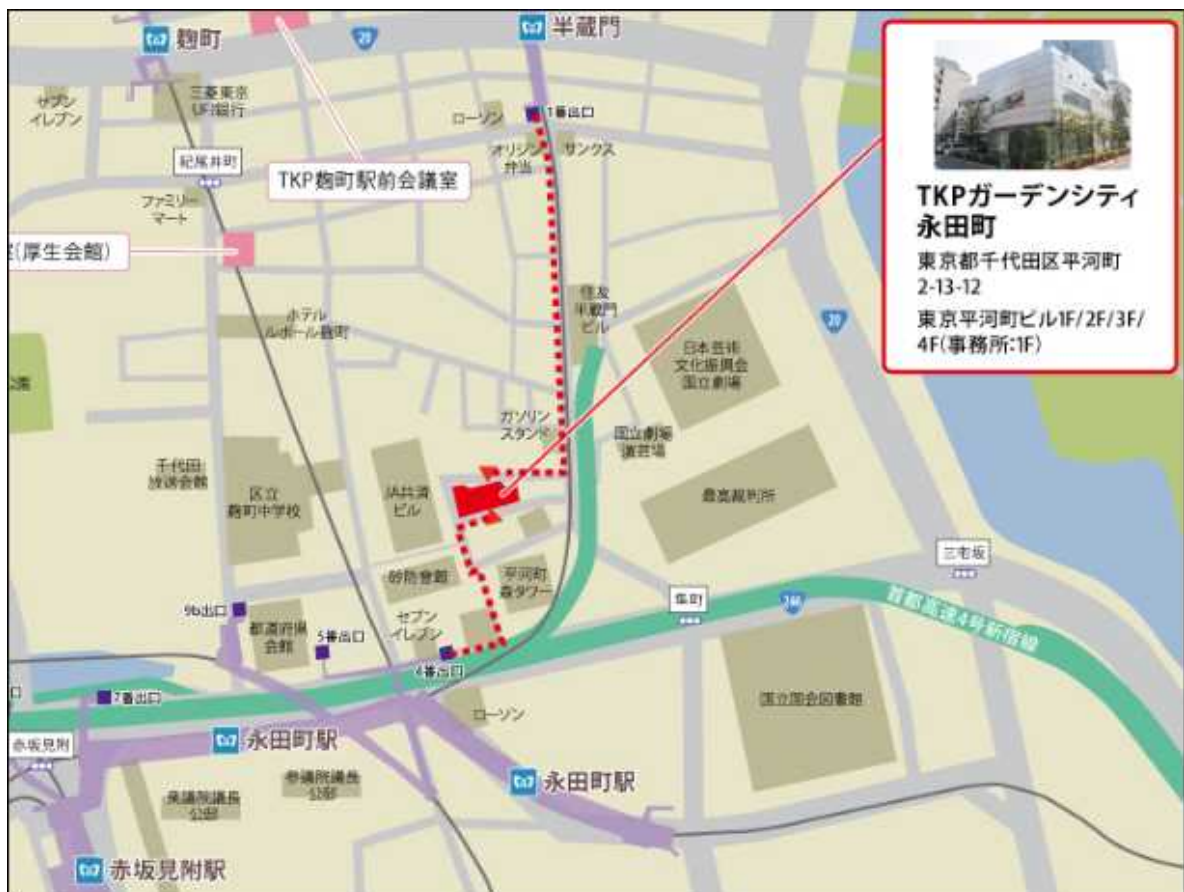 麹町
20
半蔵門
三菱東京
UFJ銀行
セブン
イレブン
ローソン
1番出口
オリジン
弁当
サンクス
紀尾井町
TKP麹町駅前会議室
ファミリー
マート
(厚生会館)
TKPガーデンシティ
永田町
東京都千代田区平河町
2-13-12
東京平河町ビル1F/2F/3F/
4F(事務所:1F)
住友
半蔵門
ビル
ホテル
ルポール麹町
20
日本芸術
文化振興会
国立劇場
公園
ガソリン
スタンド
国立劇場
演芸場
千代田
放送会館
区立
麹町中学校
JA共済
ビル
最高裁判所
三宅坂
砂防会館
平河町
森タワー
隼町
246
首都高速4号新宿線
9b出口
都道府県
会館
5番出口
セブン
イレブン
4番出口
7番出口
口
ローソン
国立国会図書館
赤坂見附
永田町駅
永田町駅
参議院議長
公邸
衆議院議長
公邸
赤坂見附駅